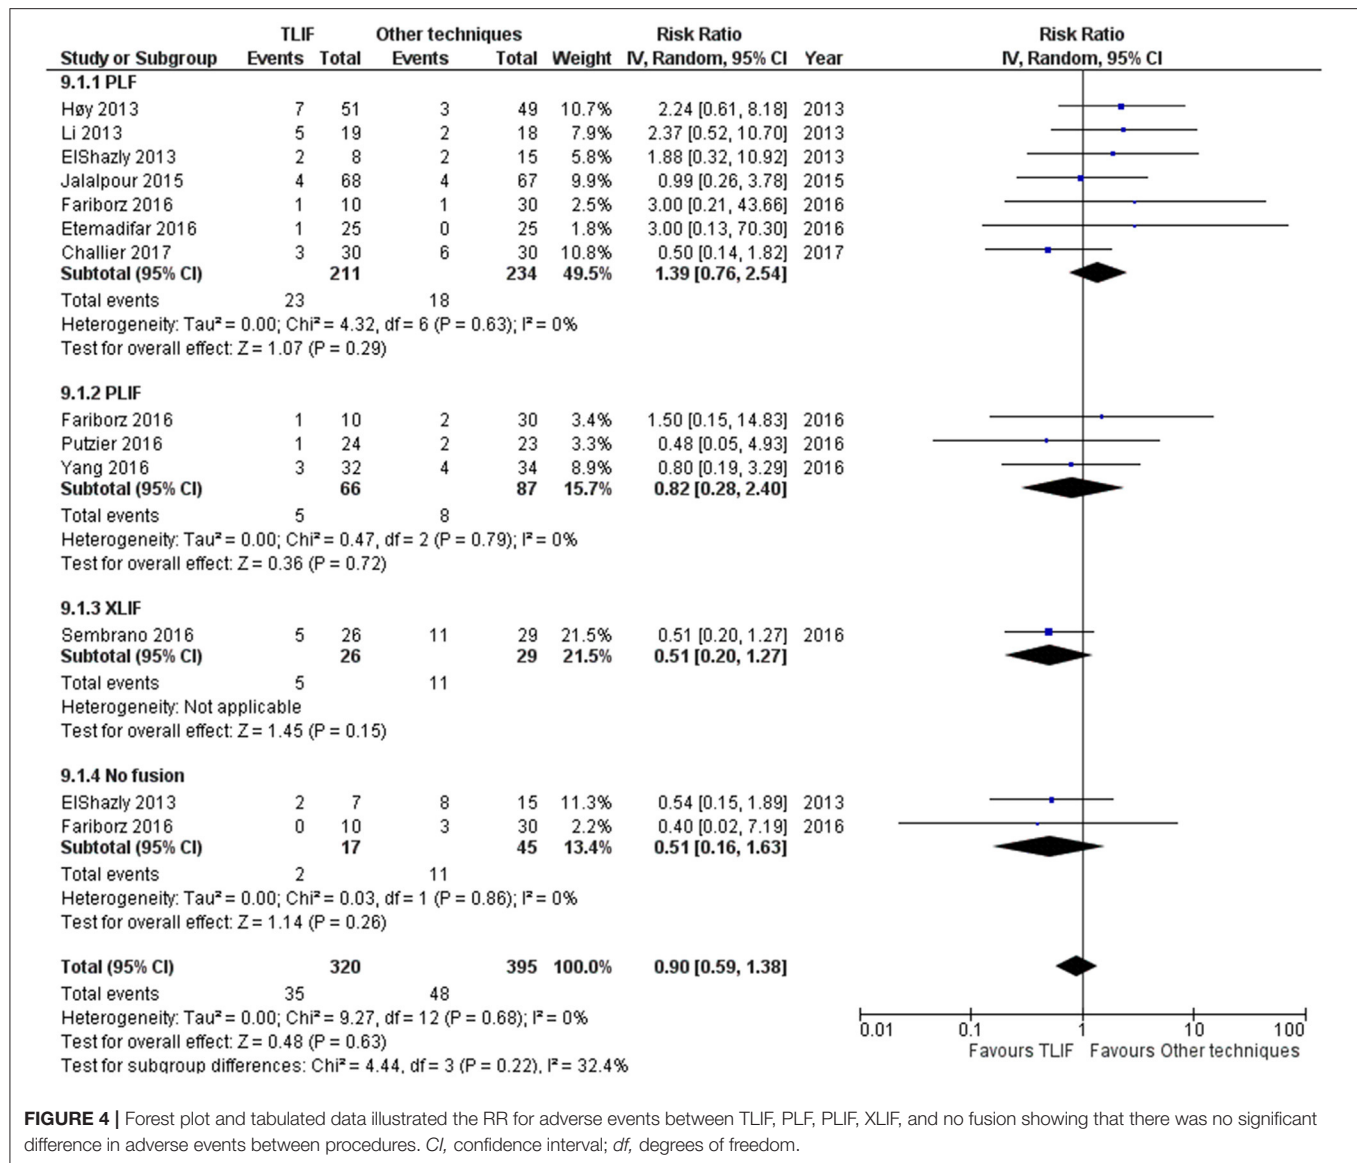 TLIF Other techniques Risk Ratio Risk Ratio
Study or Subgroup Events Total Events Total Weight IV, Random, 95% CI Year IV, Random, 95% CI
9.1.1 PLF
Høy 2013 7 51 3 49 10.7% 2.24 [0.61, 8.18] 2013
Li 2013 5 19 2 18 7.9% 2.37 [0.52, 10.70] 2013
ElShazly 2013 2 8 2 15 5.8% 1.88 [0.32, 10.92] 2013
Jalalpour 2015 4 68 4 67 9.9% 0.99 [0.26, 3.78] 2015
Fariborz 2016 1 10 1 30 2.5% 3.00 [0.21, 43.66] 2016
Etemadifar 2016 1 25 0 25 1.8% 3.00 [0.13, 70.30] 2016
Challier 2017 3 30 6 30 10.8% 0.50 [0.14, 1.82] 2017
Subtotal (95% CI) 211 234 49.5% 1.39 [0.76, 2.54]
Total events 23 18
Heterogeneity: Tau² = 0.00; Chi² = 4.32, df = 6 (P = 0.63); I² = 0%
Test for overall effect: Z = 1.07 (P = 0.29)
9.1.2 PLIF
Fariborz 2016 1 10 2 30 3.4% 1.50 [0.15, 14.83] 2016
Putzier 2016 1 24 2 23 3.3% 0.48 [0.05, 4.93] 2016
Yang 2016 3 32 4 34 8.9% 0.80 [0.19, 3.29] 2016
Subtotal (95% CI) 66 87 15.7% 0.82 [0.28, 2.40]
Total events 5 8
Heterogeneity: Tau² = 0.00; Chi² = 0.47, df = 2 (P = 0.79); I² = 0%
Test for overall effect: Z = 0.36 (P = 0.72)
9.1.3 XLIF
Sembrano 2016 5 26 11 29 21.5% 0.51 [0.20, 1.27] 2016
Subtotal (95% CI) 26 29 21.5% 0.51 [0.20, 1.27]
Total events 5 11
Heterogeneity: Not applicable
Test for overall effect: Z = 1.45 (P = 0.15)
9.1.4 No fusion
ElShazly 2013 2 7 8 15 11.3% 0.54 [0.15, 1.89] 2013
Fariborz 2016 0 10 3 30 2.2% 0.40 [0.02, 7.19] 2016
Subtotal (95% CI) 17 45 13.4% 0.51 [0.16, 1.63]
Total events 2 11
Heterogeneity: Tau² = 0.00; Chi² = 0.03, df = 1 (P = 0.86); I² = 0%
Test for overall effect: Z = 1.14 (P = 0.26)
Total (95% CI) 320 395 100.0% 0.90 [0.59, 1.38]
Total events 35 48
Heterogeneity: Tau² = 0.00; Chi² = 9.27, df = 12 (P = 0.68); I² = 0%
Test for overall effect: Z = 0.48 (P = 0.63)
Test for subgroup differences: Chi² = 4.44, df = 3 (P = 0.22), I² = 32.4%
0.01 0.1 1 10 100
Favours TLIF Favours Other techniques
FIGURE 4 | Forest plot and tabulated data illustrated the RR for adverse events between TLIF, PLF, PLIF, XLIF, and no fusion showing that there was no significant
difference in adverse events between procedures. CI, confidence interval; df, degrees of freedom.